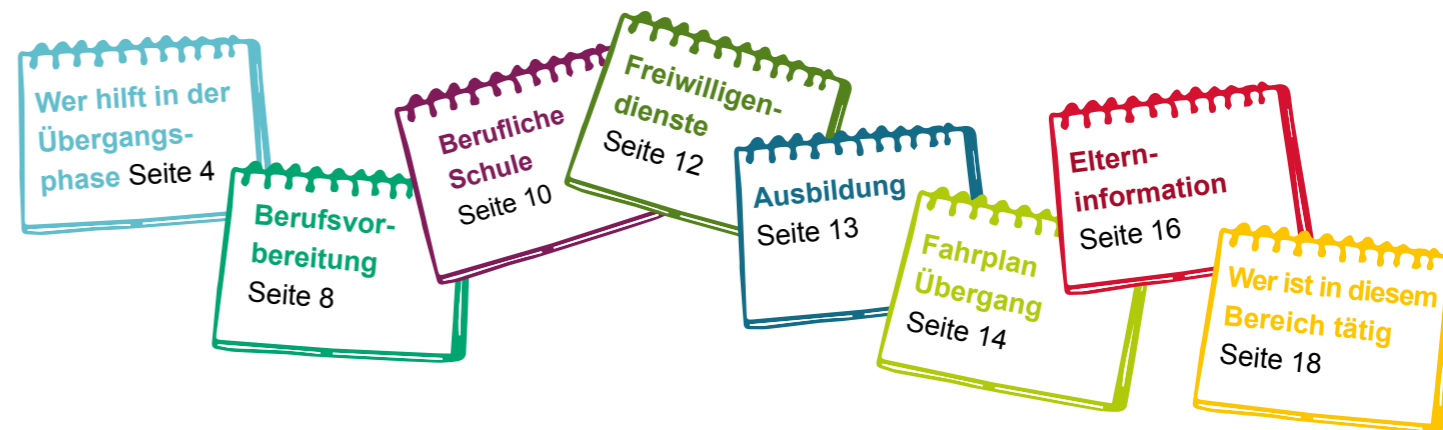 Wer hilft in der
Übergangs-
phase Seite 4
Berufsvor-
bereitung
Seite 8
Berufliche
Schule
Seite 10
Freiwilligen-
dienste
Seite 12
Ausbildung
Seite 13
Fahrplan
Übergang
Seite 14
Eltern-
information
Seite 16
Wer ist in diesem
Bereich tätig
Seite 18